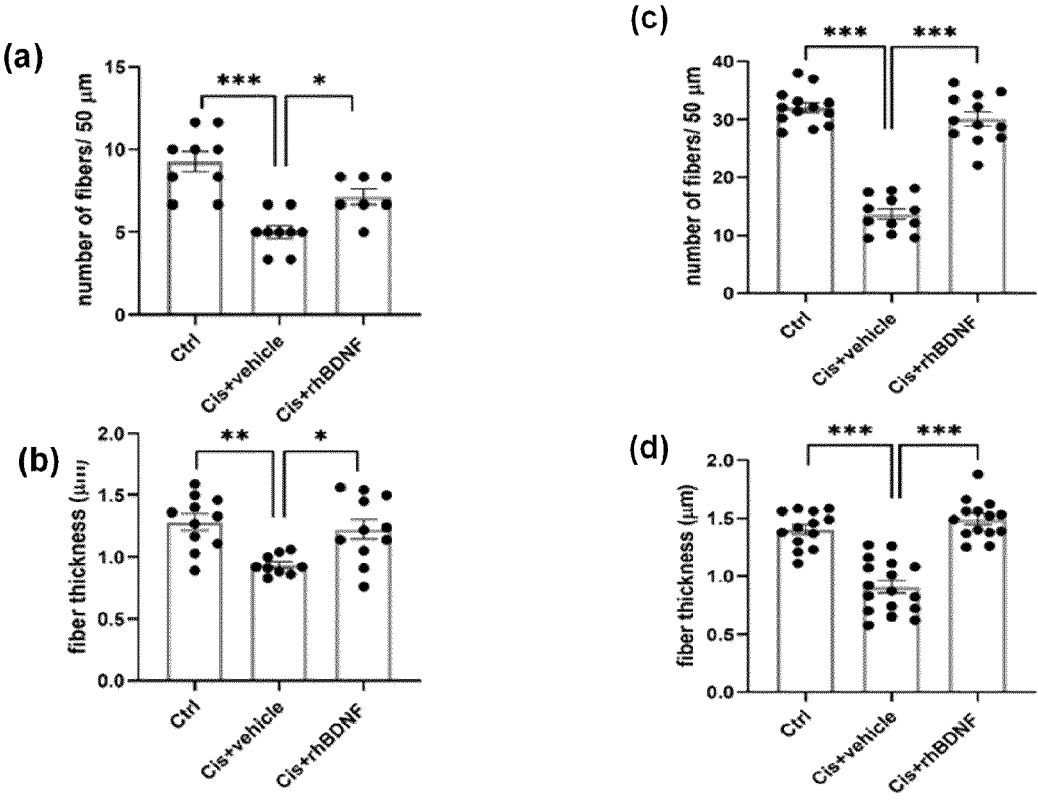 (a)
number of fibers/ 50 μm
15
10
5
0
***
*
Ctrl
Cis+vehicle
Cis+rhBDNF
(b)
fiber thickness (μm)
2.0
1.5
1.0
0.5
0.0
**
*
Ctrl
Cis+vehicle
Cis+rhBDNF
(c)
number of fibers/ 50 μm
40
30
20
10
0
***
***
Ctrl
Cis+vehicle
Cis+rhBDNF
(d)
fiber thickness (μm)
2.0
1.5
1.0
0.5
0.0
***
***
Ctrl
Cis+vehicle
Cis+rhBDNF